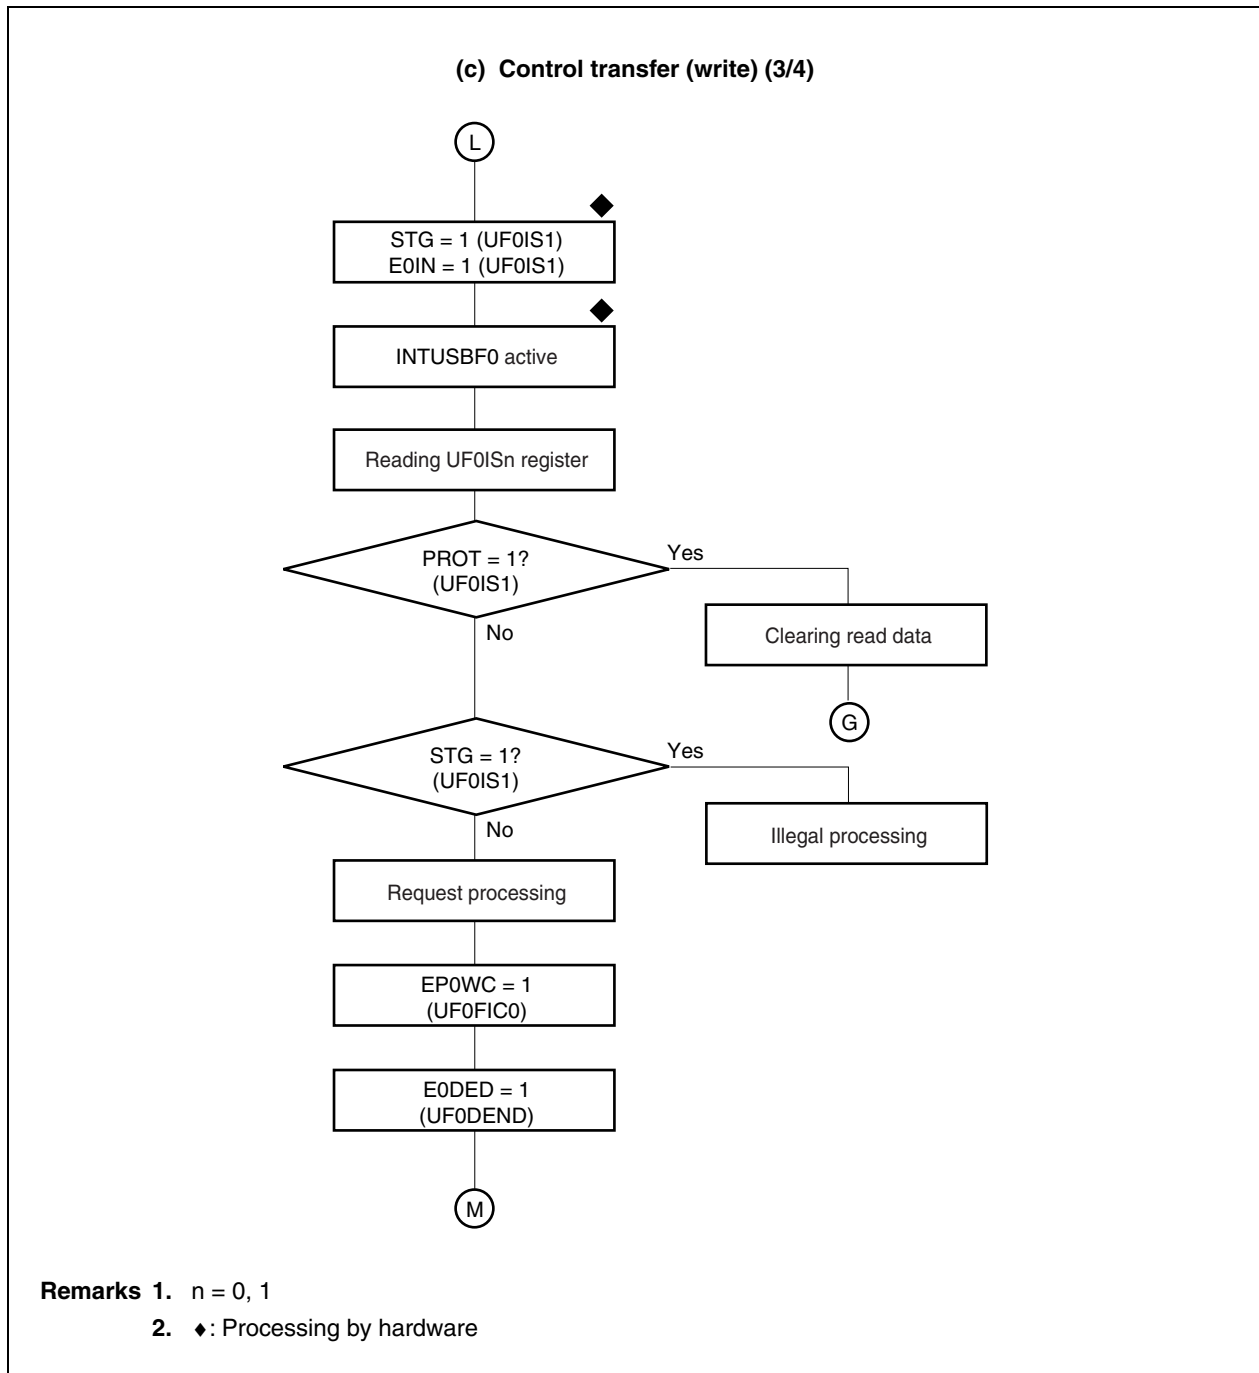 (c) Control transfer (write) (3/4)
L
STG = 1 (UF0IS1)
E0IN = 1 (UF0IS1)
INTUSBF0 active
Reading UF0ISn register
PROT = 1?
(UF0IS1)
Yes
No
Clearing read data
G
STG = 1?
(UF0IS1)
Yes
No
Illegal processing
Request processing
EP0WC = 1
(UF0FIC0)
E0DED = 1
(UF0DEND)
M
Remarks 1. n = 0, 1
2. ♦: Processing by hardware